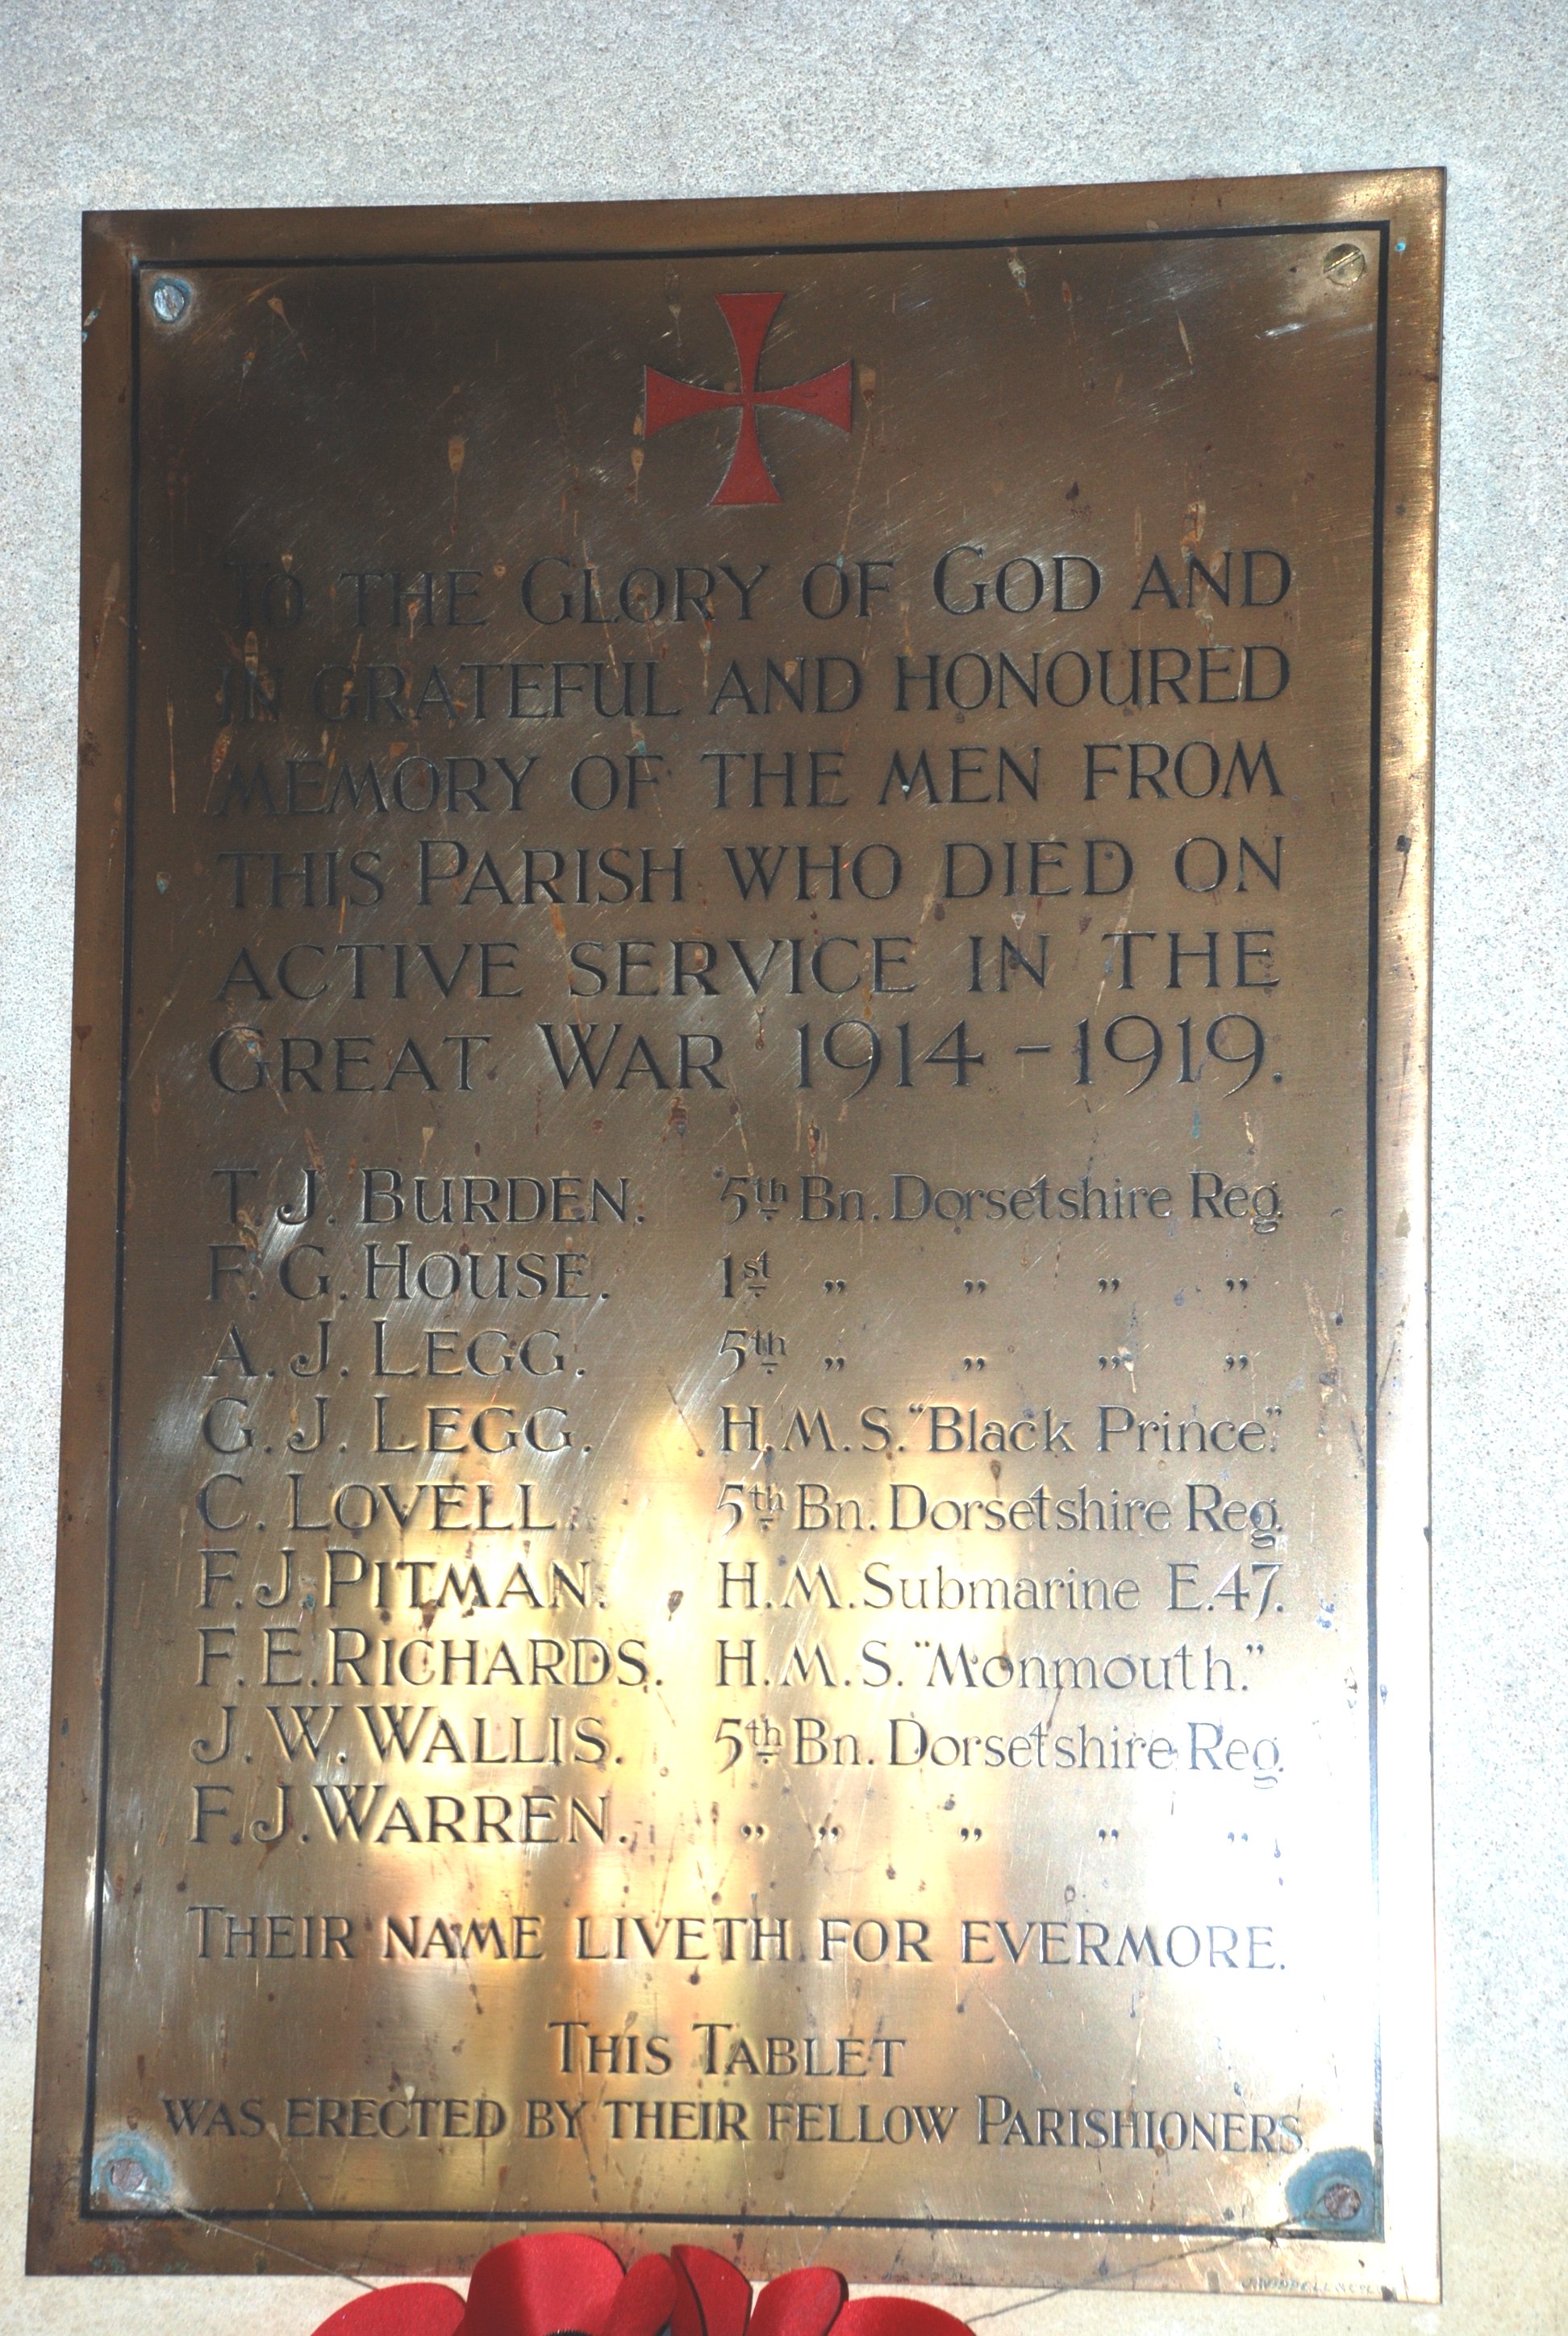 To the Glory of God and
in grateful and honoured
memory of the men from
this Parish who died on
active service in the
Great War 1914-1919.
T. J. Burden. 5th Bn. Dorsetshire Reg.
F. G. House. 1st „ „ „ „
A. J. Legg. 5th „ „ „ „
G. J. Legg. H.M.S. "Black Prince".
C. Lovell. 5th Bn. Dorsetshire Reg.
F. J. Pitman. H.M. Submarine E.47.
F. E. Richards. H.M.S. "Monmouth."
J. W. Wallis. 5th Bn. Dorsetshire Reg.
F. J. Warren. „ „ „ „ „
Their name liveth for evermore.
This Tablet
was erected by their fellow Parishioners